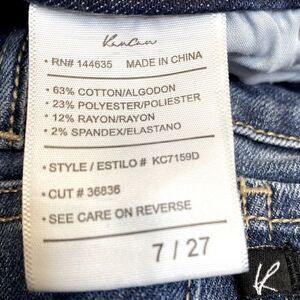 KanCan
• RN# 144635 MADE IN CHINA
• 63% COTTON/ALGODON
• 23% POLYESTER/POLIESTER
• 12% RAYON/RAYON
• 2% SPANDEX/ELASTANO
• STYLE / ESTILO # KC7159D
• CUT # 36836
• SEE CARE ON REVERSE
7 / 27
K